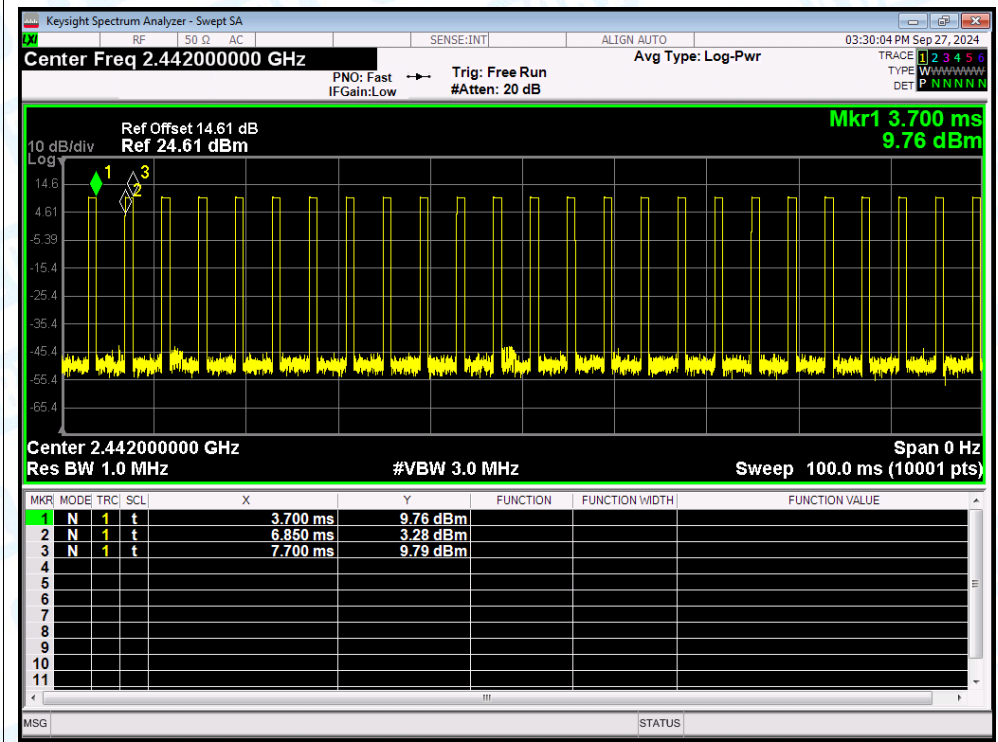 Keysight Spectrum Analyzer - Swept SA
LXI RF 50 Ω AC SENSE:INT ALIGN AUTO 03:30:04 PM Sep 27, 2024
Center Freq 2.442000000 GHz Avg Type: Log-Pwr TRACE 1 2 3 4 5 6
PNO: Fast Trig: Free Run TYPE WWWWWW
IFGain:Low #Atten: 20 dB DET P N N N N N
Ref Offset 14.61 dB Mkr1 3.700 ms
10 dB/div Ref 24.61 dBm 9.76 dBm
Log
1 3
14.6
2
4.61
-5.39
-15.4
-25.4
-35.4
-45.4
-55.4
-65.4
Center 2.442000000 GHz Span 0 Hz
Res BW 1.0 MHz #VBW 3.0 MHz Sweep 100.0 ms (10001 pts)
MKR MODE TRC SCL X Y FUNCTION FUNCTION WIDTH FUNCTION VALUE
1 N 1 t 3.700 ms 9.76 dBm
2 N 1 t 6.850 ms 3.28 dBm
3 N 1 t 7.700 ms 9.79 dBm
4
5
6
7
8
9
10
11
MSG STATUS